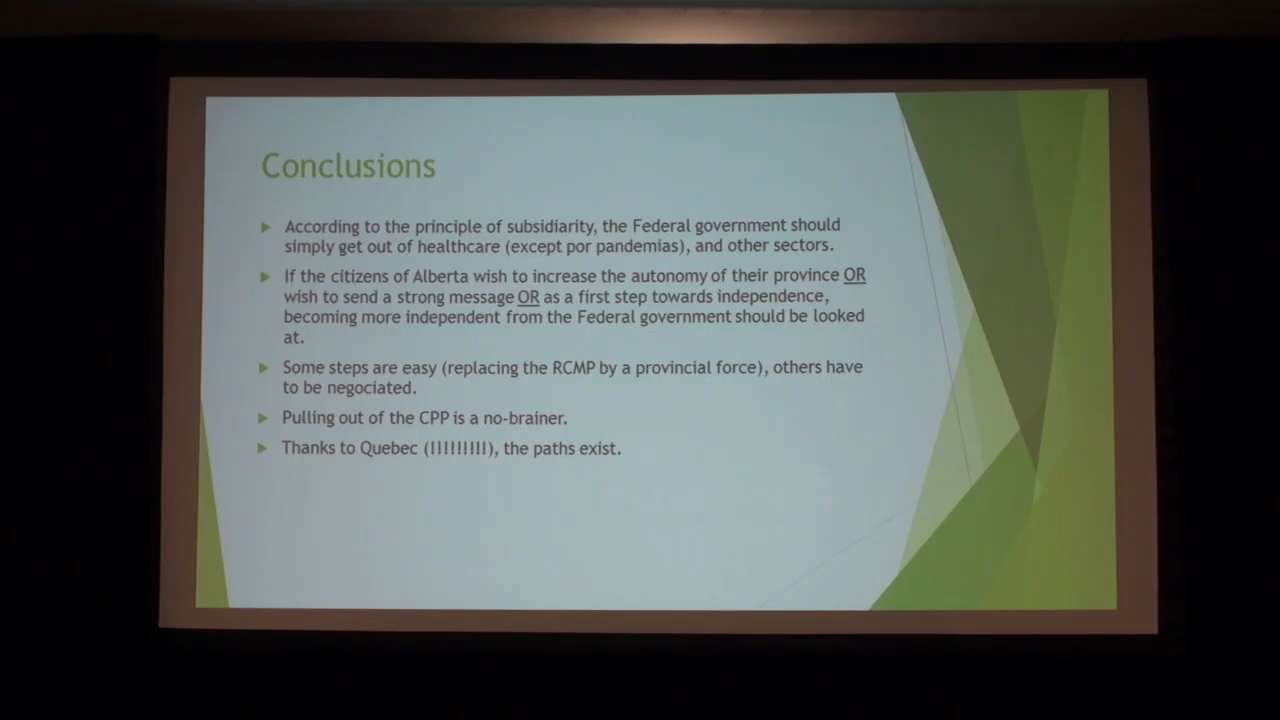 Conclusions
According to the principle of subsidiarity, the Federal government should
simply get out of healthcare (except por pandemias), and other sectors.
If the citizens of Alberta wish to increase the autonomy of their province OR
wish to send a strong message OR as a first step towards independence,
becoming more independent from the Federal government should be looked
at.
Some steps are easy (replacing the RCMP by a provincial force), others have
to be negociated.
Pulling out of the CPP is a no-brainer.
Thanks to Quebec (!!!!!!!!!), the paths exist.